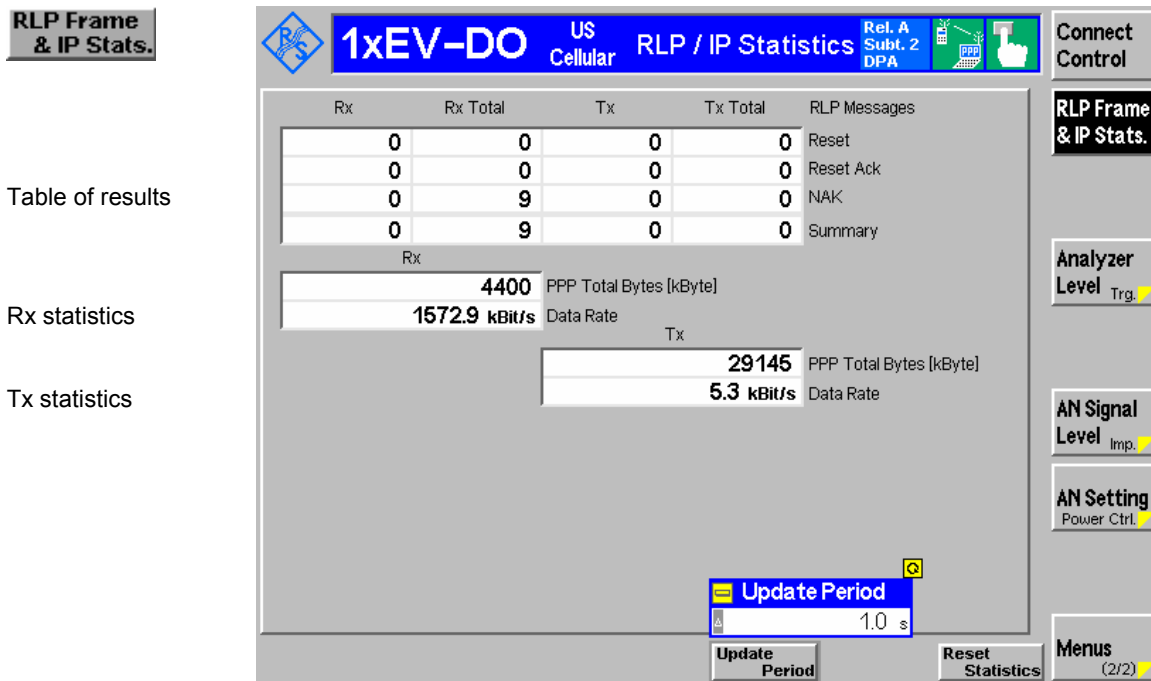 RLP Frame
& IP Stats.
Table of results
Rx statistics
Tx statistics
R S
1xEV-DO US Cellular RLP / IP Statistics Rel. A Subt. 2 DPA PPP
Rx Rx Total Tx Tx Total RLP Messages
0 0 0 0 Reset
0 0 0 0 Reset Ack
0 9 0 0 NAK
0 9 0 0 Summary
Rx
4400 PPP Total Bytes [kByte]
1572.9 kBit/s Data Rate
Tx
29145 PPP Total Bytes [kByte]
5.3 kBit/s Data Rate
Update Period
1.0 s
Update Period
Reset Statistics
Connect Control
RLP Frame & IP Stats.
Analyzer Level Trg.
AN Signal Level Imp.
AN Setting
Power Ctrl.
Menus
(2/2)